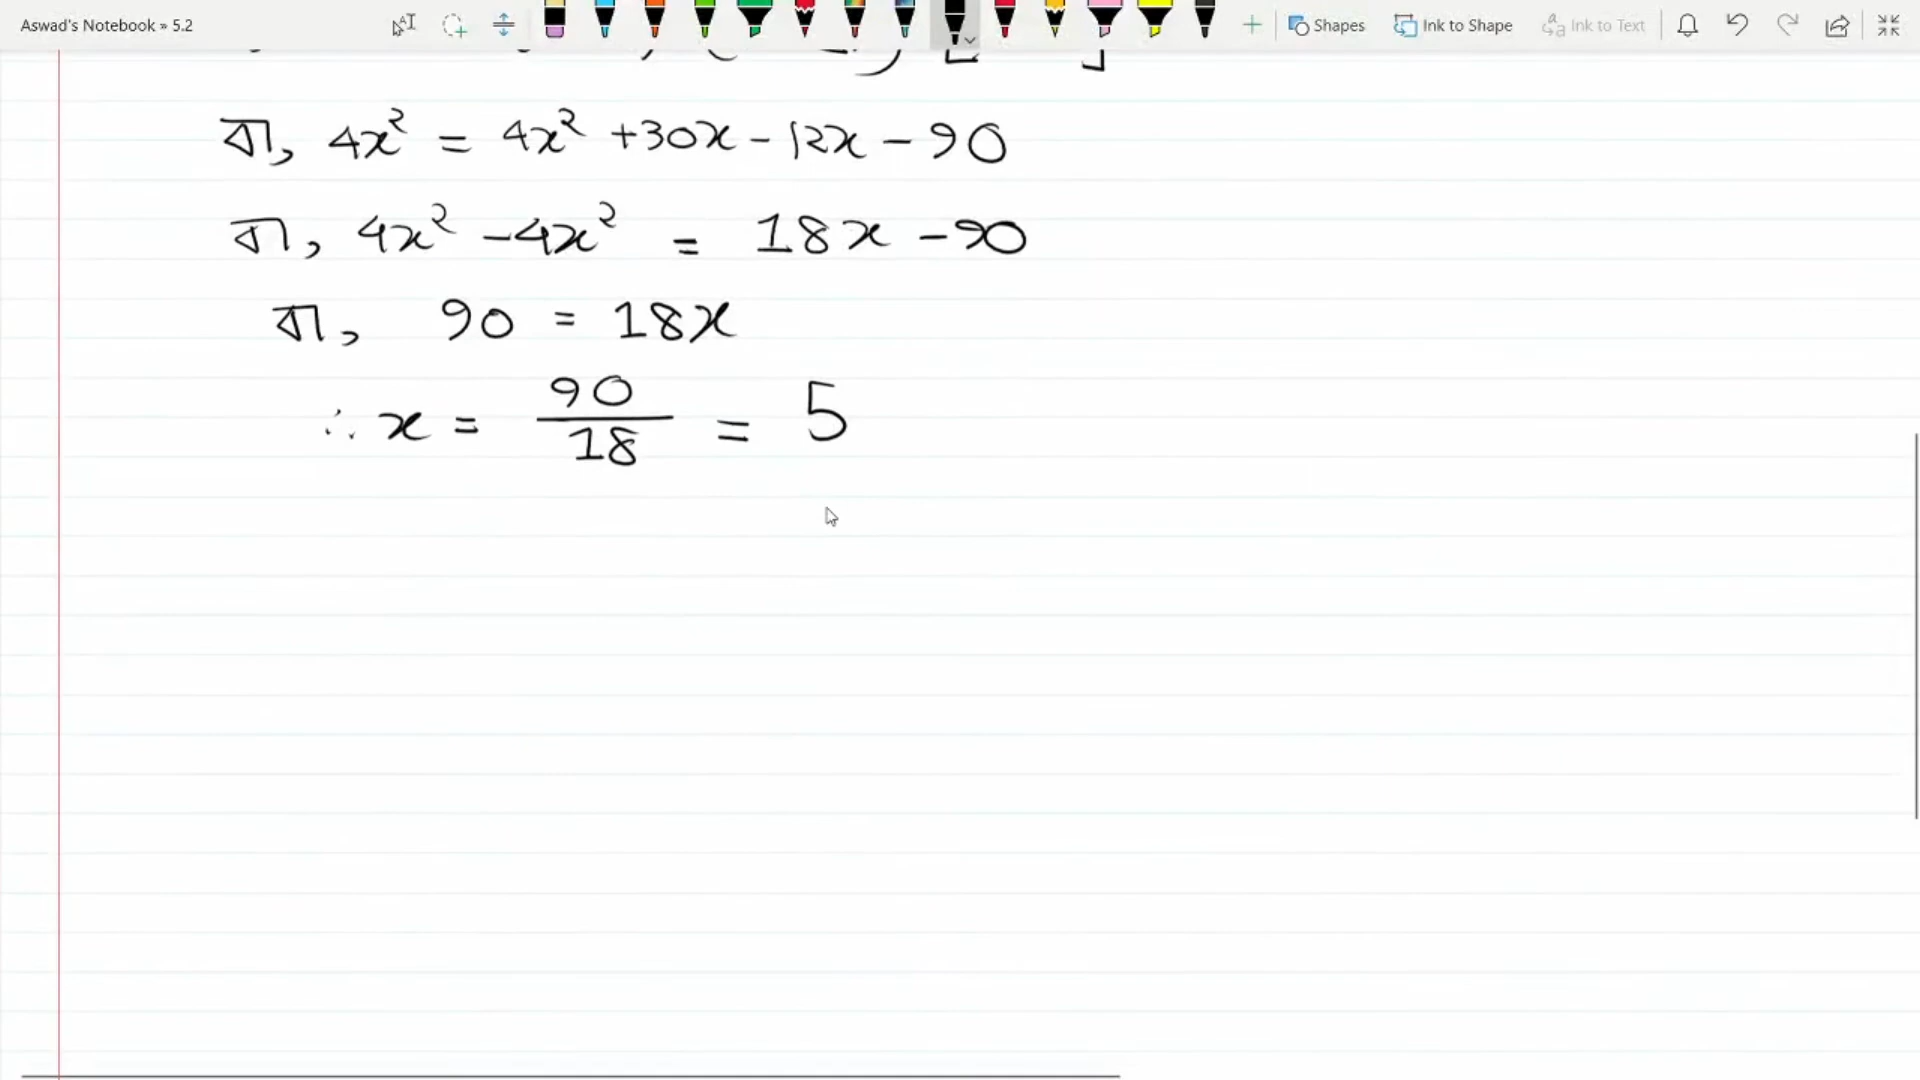 Aswad's Notebook » 5.2 Shapes Ink to Shape Ink to Text
বা, 4x² = 4x² +30x - 12x - 90
বা, 4x² - 4x² = 18x - 90
বা, 90 = 18x
∴ x = 90/18 = 5